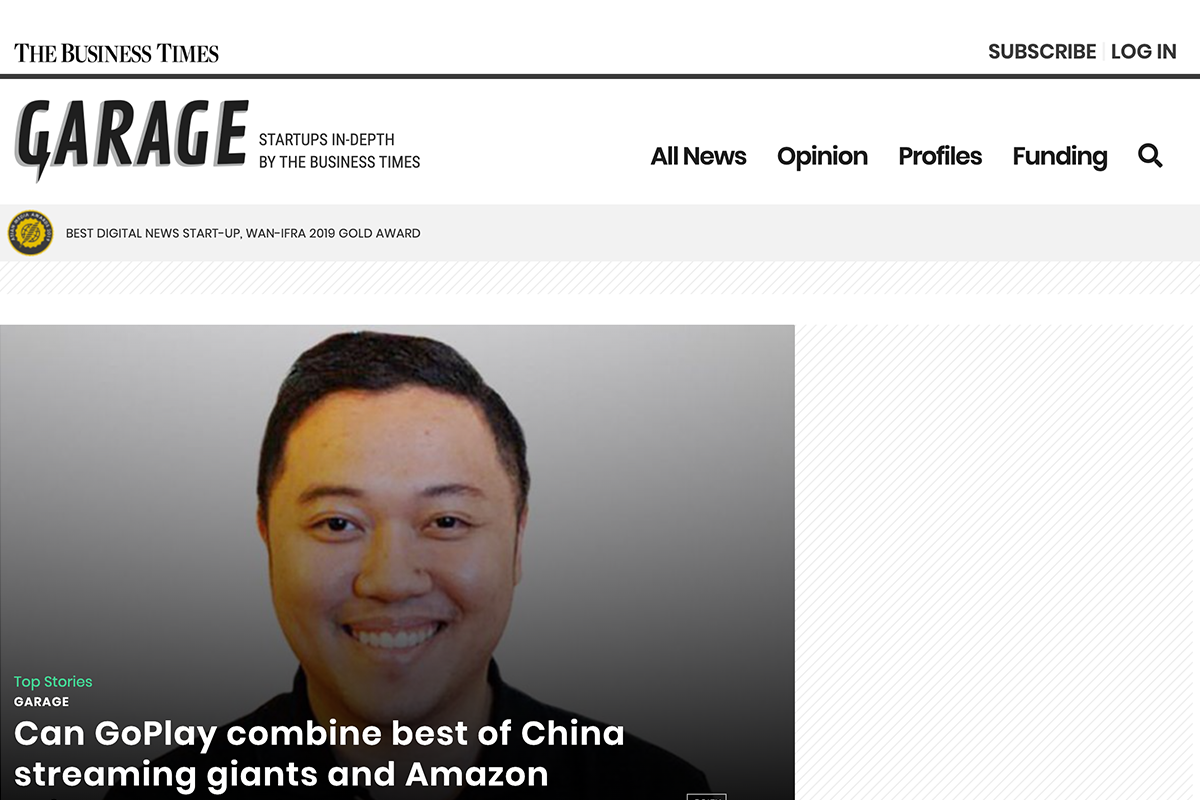 THE BUSINESS TIMES
SUBSCRIBE LOG IN
GARAGE
STARTUPS IN-DEPTH
BY THE BUSINESS TIMES
All News Opinion Profiles Funding
BEST DIGITAL NEWS START-UP, WAN-IFRA 2019 GOLD AWARD
Top Stories
GARAGE
Can GoPlay combine best of China
streaming giants and Amazon